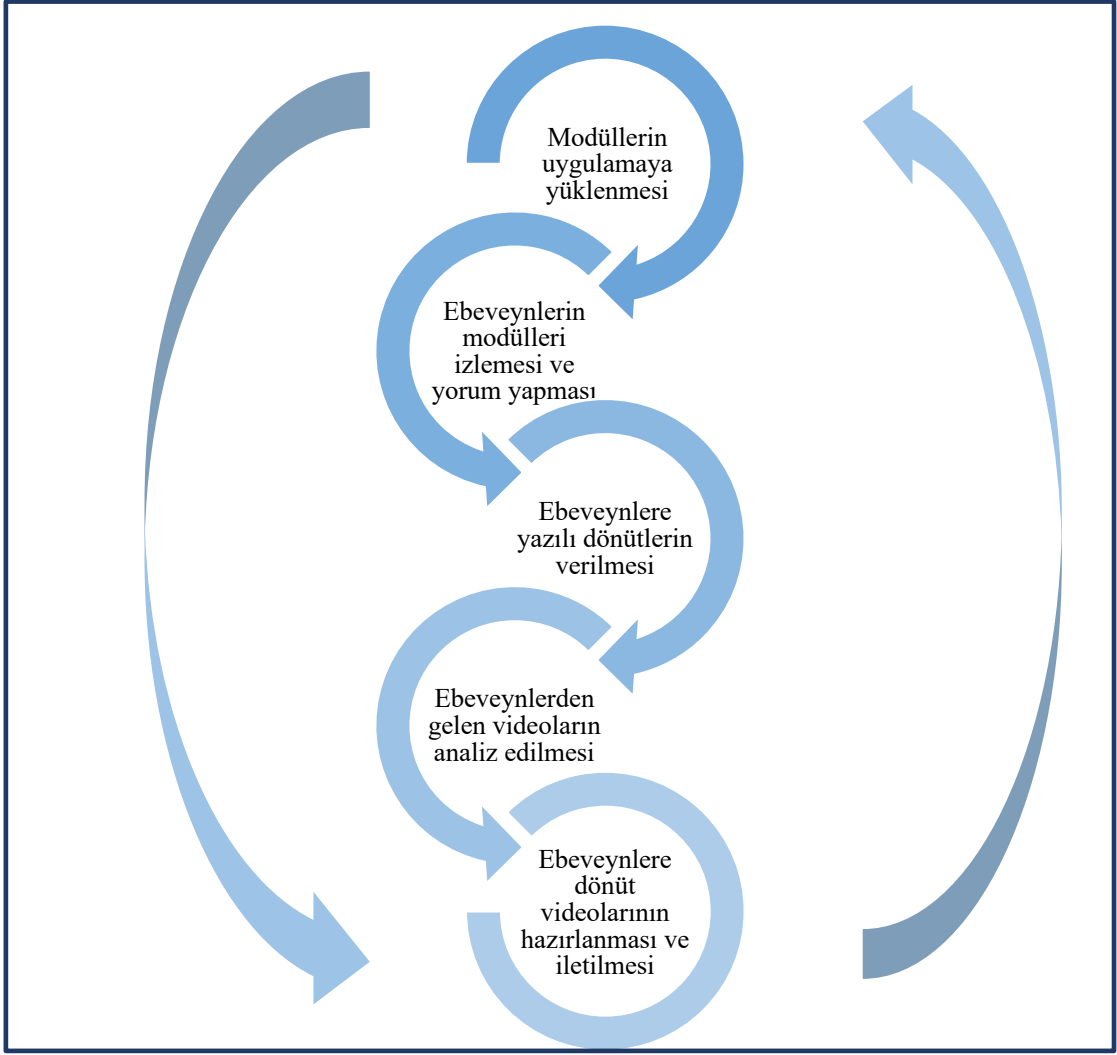 Modüllerin
uygulamaya
yüklenmesi
Ebeveynlerin
modülleri
izlemesi ve
yorum yapması
Ebeveynlere
yazılı dönütlerin
verilmesi
Ebeveynlerden
gelen videoların
analiz edilmesi
Ebeveynlere
dönüt
videolarının
hazırlanması ve
iletilmesi